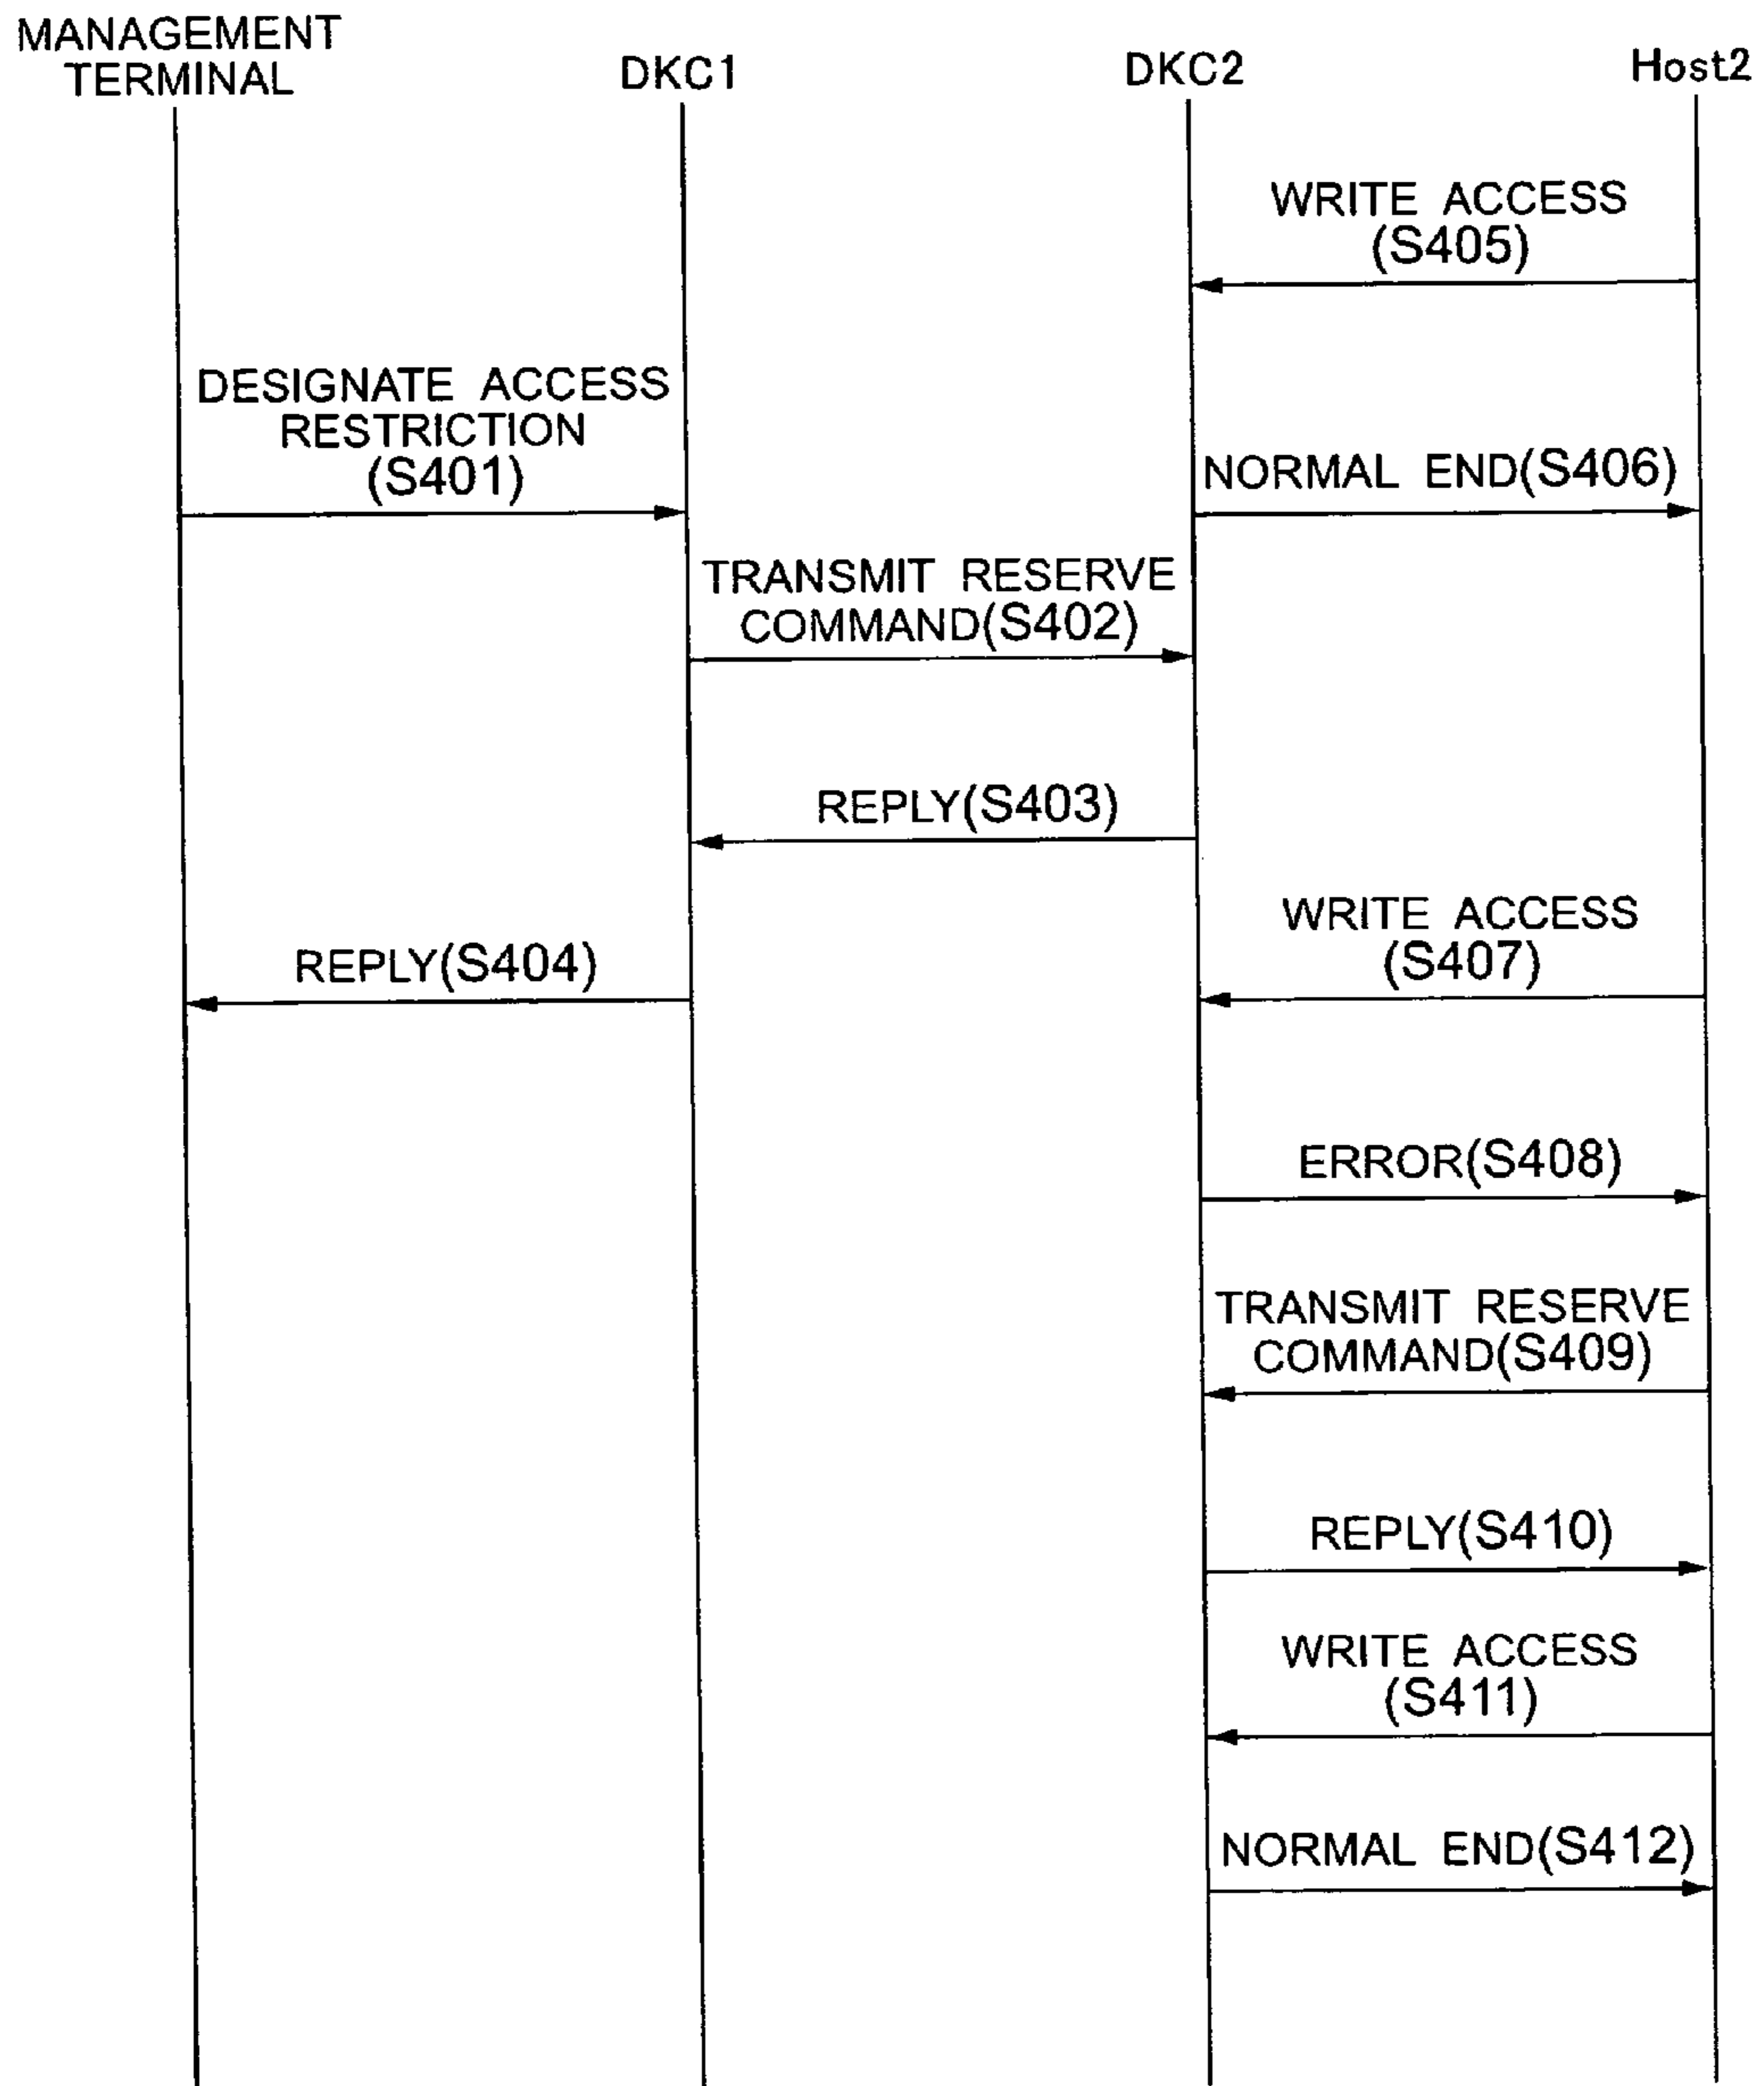 MANAGEMENT
TERMINAL
DKC1
DKC2
Host2
WRITE ACCESS
(S405)
DESIGNATE ACCESS
RESTRICTION
(S401)
NORMAL END(S406)
TRANSMIT RESERVE
COMMAND(S402)
REPLY(S403)
WRITE ACCESS
(S407)
REPLY(S404)
ERROR(S408)
TRANSMIT RESERVE
COMMAND(S409)
REPLY(S410)
WRITE ACCESS
(S411)
NORMAL END(S412)